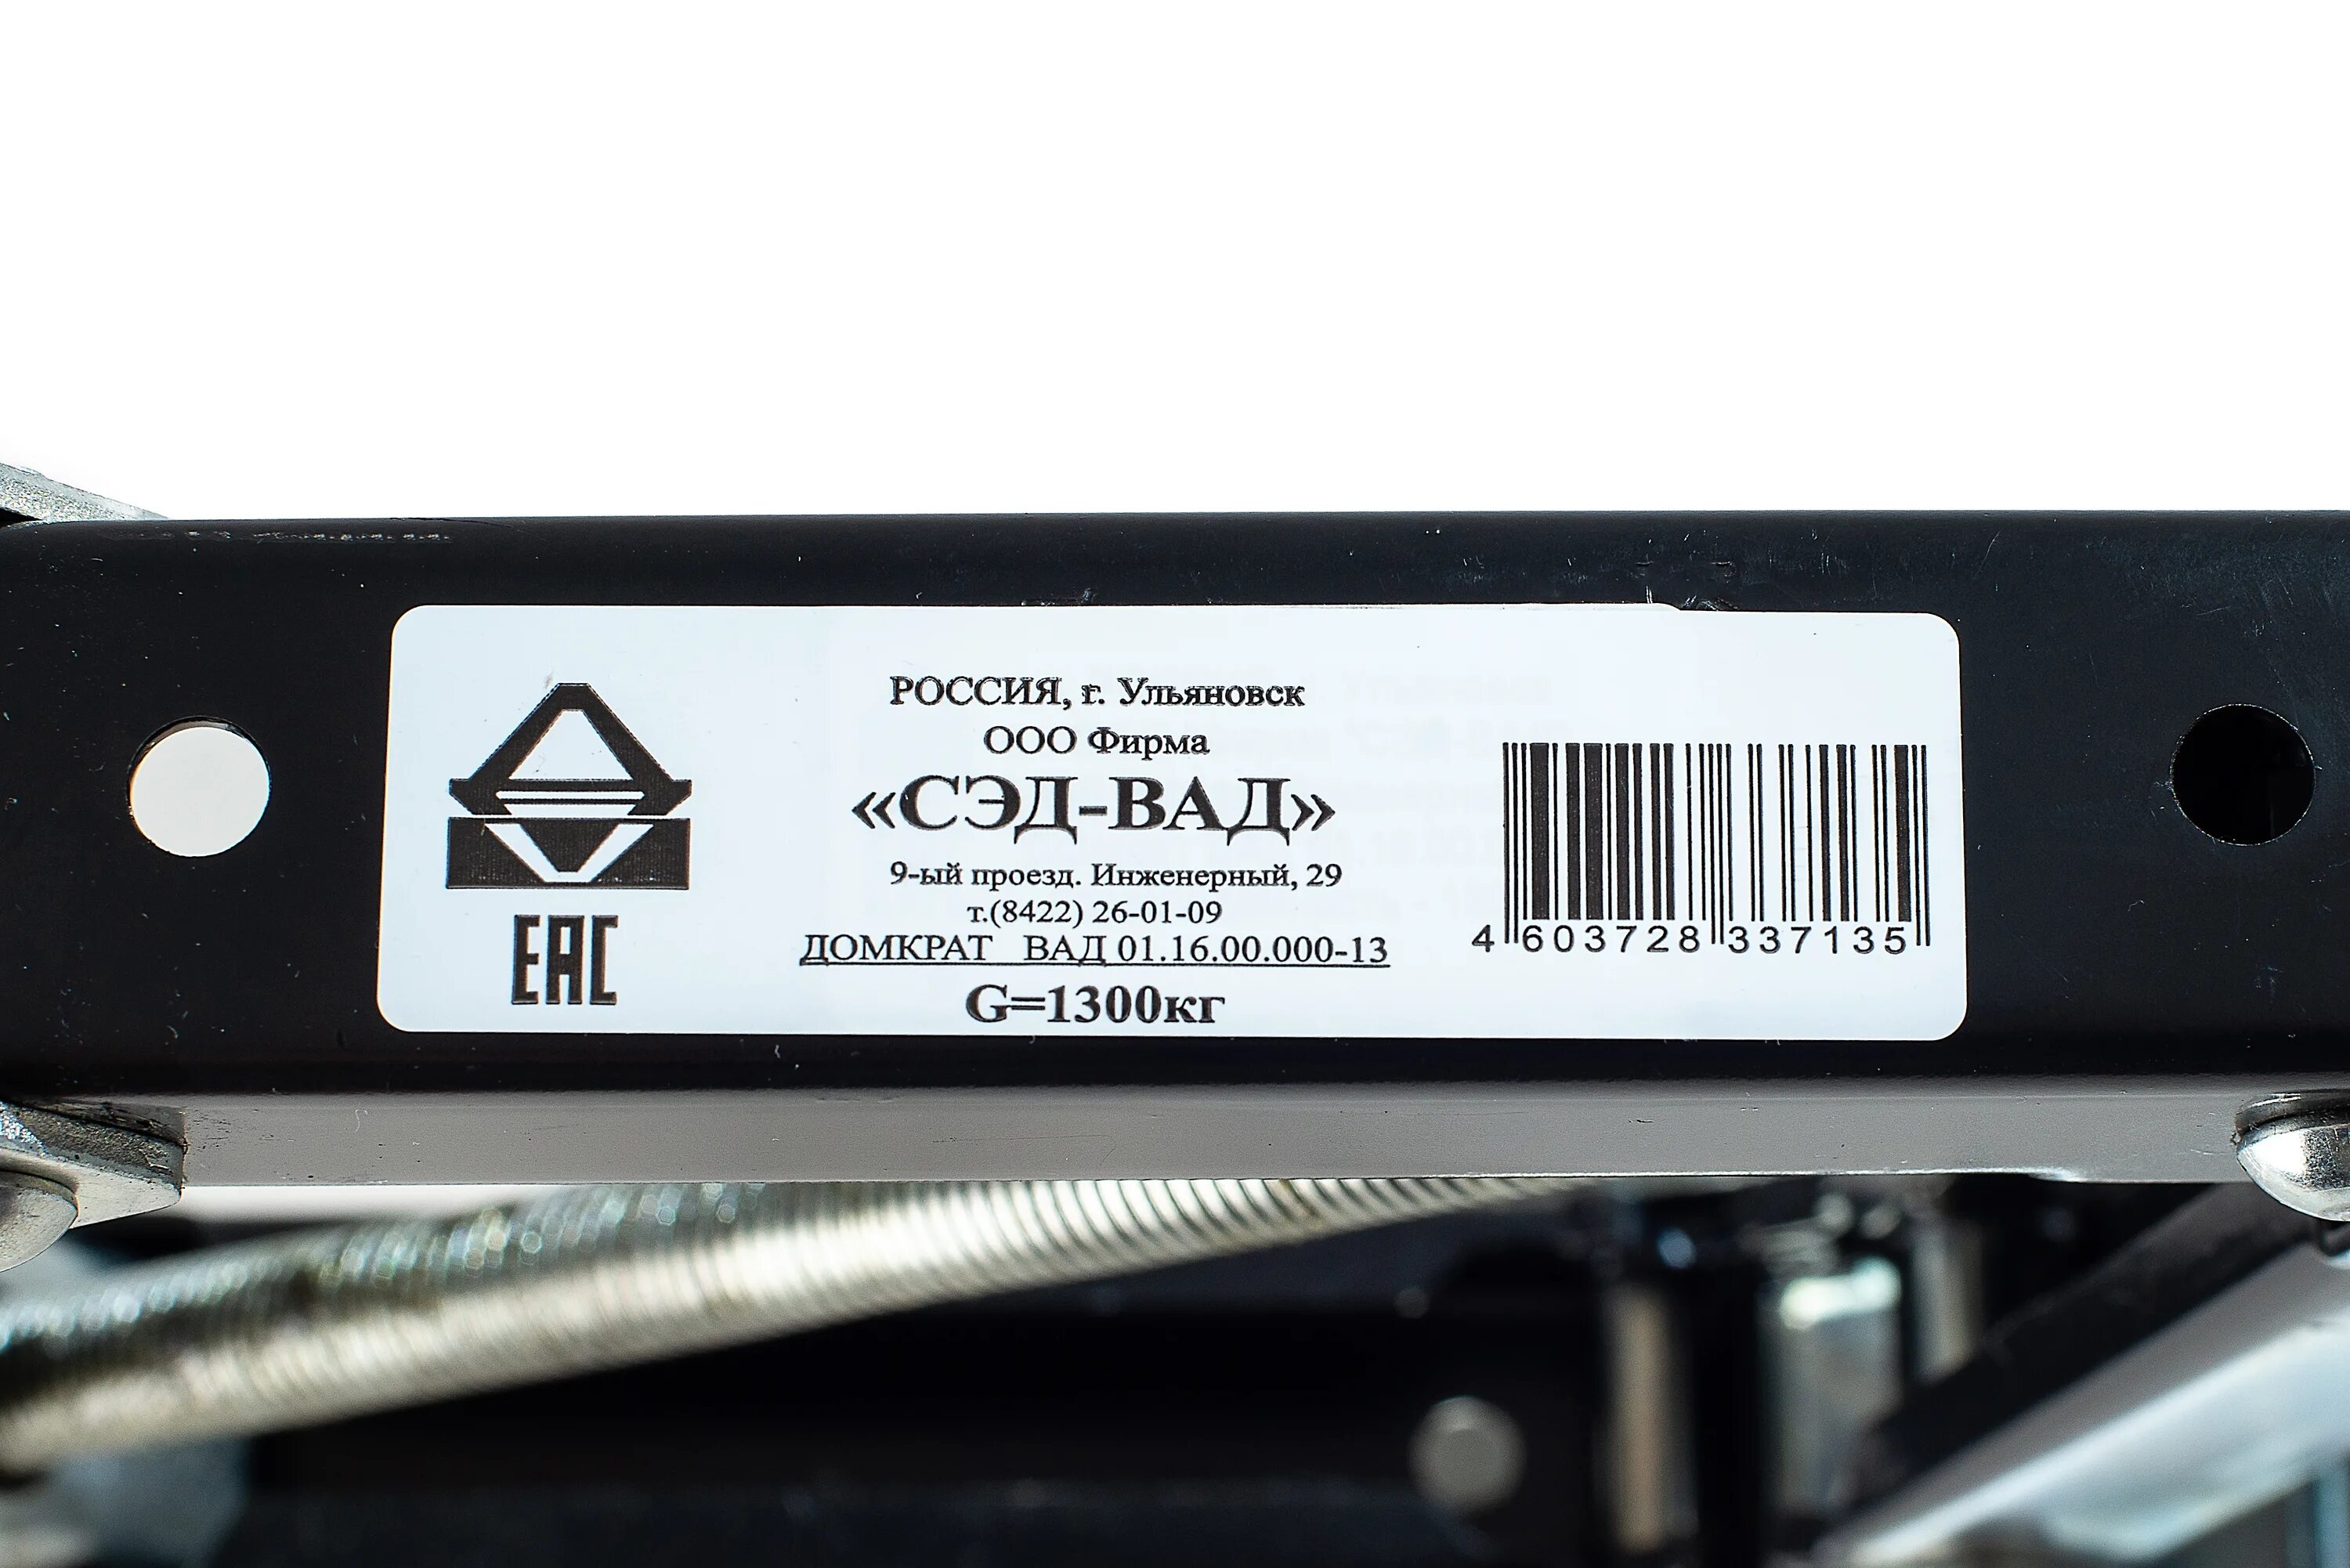 РОССИЯ, г. Ульяновск
ООО Фирма
«СЭД-ВАД»
9-ый проезд. Инженерный, 29
т.(8422) 26-01-09
ДОМКРАТ ВАД 01.16.00.000-13
G=1300кг
EAC
4 603728 337135